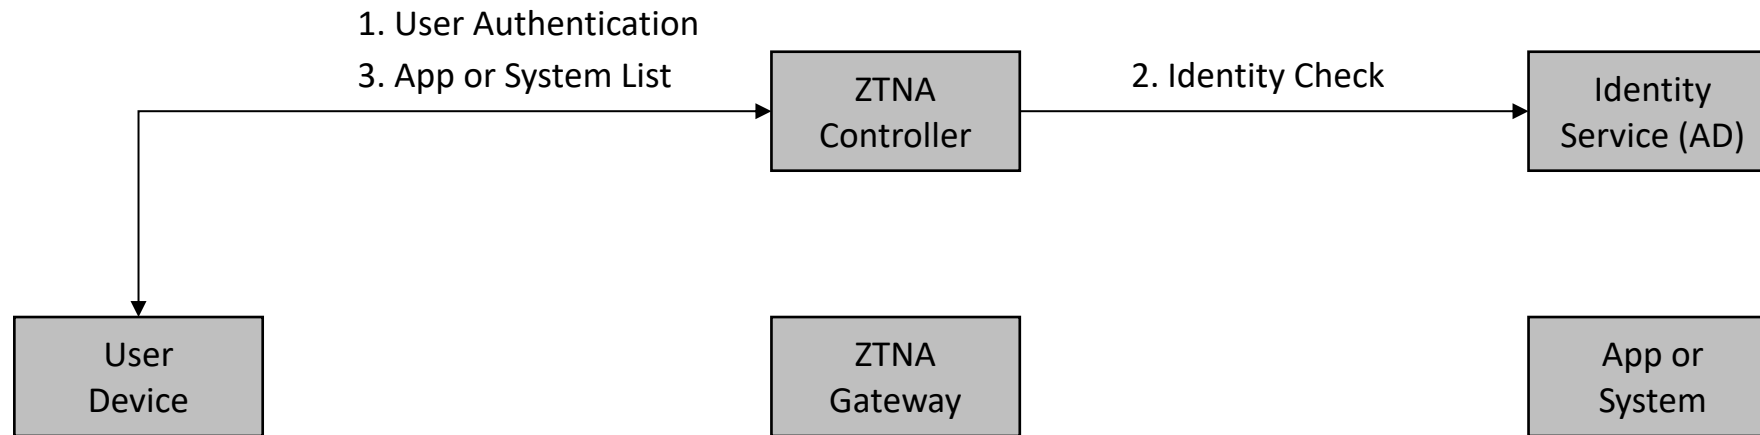 1. User Authentication
3. App or System List
2. Identity Check
ZTNA
Controller
Identity
Service (AD)
User
Device
ZTNA
Gateway
App or
System